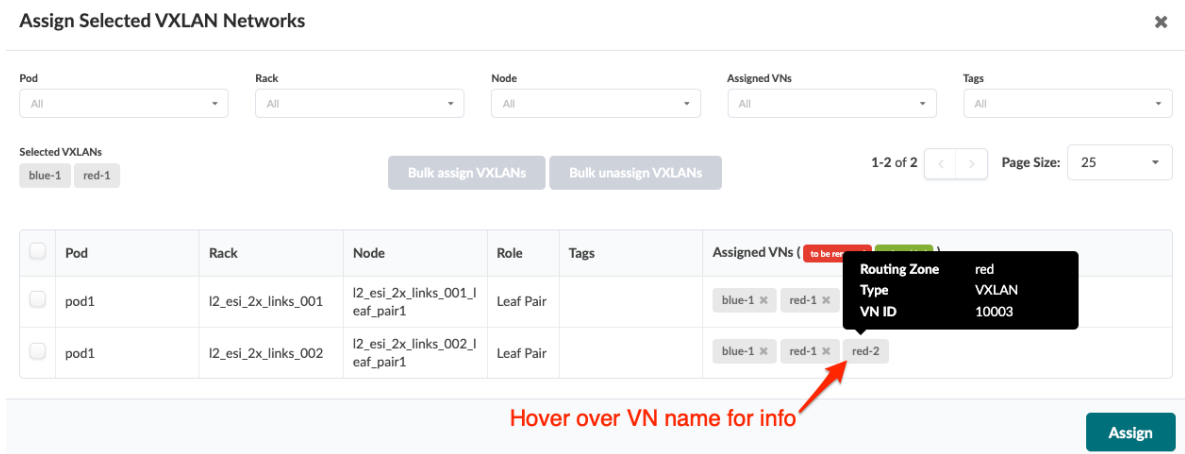 Assign Selected VXLAN Networks
Pod Rack Node Assigned VNs Tags
All All All All All
Selected VXLANs
blue-1 red-1
Bulk assign VXLANs Bulk unassign VXLANs
1-2 of 2 Page Size: 25
Pod Rack Node Role Tags Assigned VNs ( to be )
Routing Zone red
Type VXLAN
VN ID 10003
pod1 l2_esi_2x_links_001 l2_esi_2x_links_001_l
eaf_pair1 Leaf Pair blue-1 red-1
pod1 l2_esi_2x_links_002 l2_esi_2x_links_002_l
eaf_pair1 Leaf Pair blue-1 red-1 red-2
Hover over VN name for info
Assign